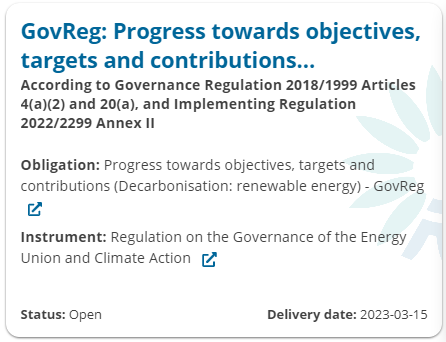 GovReg: Progress towards objectives,
targets and contributions...
According to Governance Regulation 2018/1999 Articles
4(a)(2) and 20(a), and Implementing Regulation
2022/2299 Annex II
Obligation: Progress towards objectives, targets and
contributions (Decarbonisation: renewable energy) - GovReg
Instrument: Regulation on the Governance of the Energy
Union and Climate Action
Status: Open Delivery date: 2023-03-15